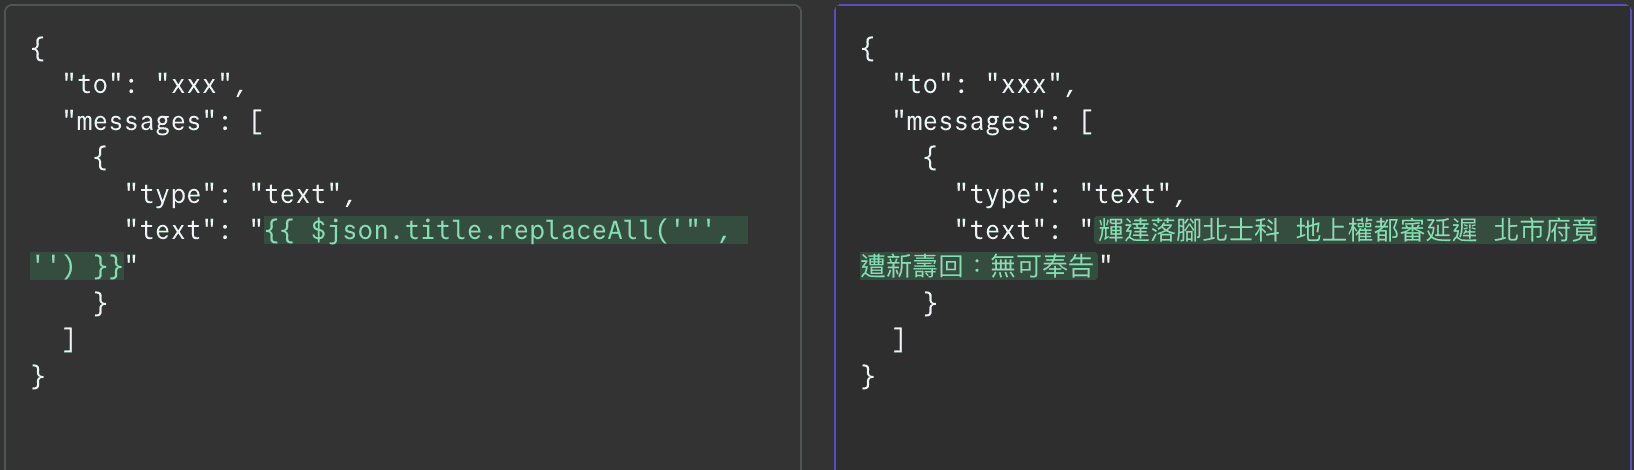 {
  "to": "xxx",
  "messages": [
    {
      "type": "text",
      "text": "{{ $json.title.replaceAll('"',
'') }}"
    }
  ]
}
{
  "to": "xxx",
  "messages": [
    {
      "type": "text",
      "text": "輝達落腳北士科 地上權都審延遲 北市府竟
遭新壽回：無可奉告"
    }
  ]
}